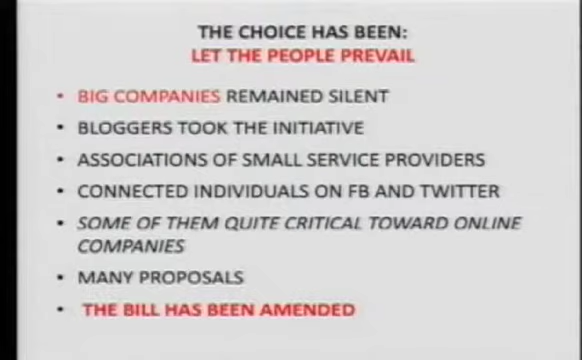 THE CHOICE HAS BEEN:
LET THE PEOPLE PREVAIL
• BIG COMPANIES REMAINED SILENT
• BLOGGERS TOOK THE INITIATIVE
• ASSOCIATIONS OF SMALL SERVICE PROVIDERS
• CONNECTED INDIVIDUALS ON FB AND TWITTER
• SOME OF THEM QUITE CRITICAL TOWARD ONLINE
COMPANIES
• MANY PROPOSALS
• THE BILL HAS BEEN AMENDED